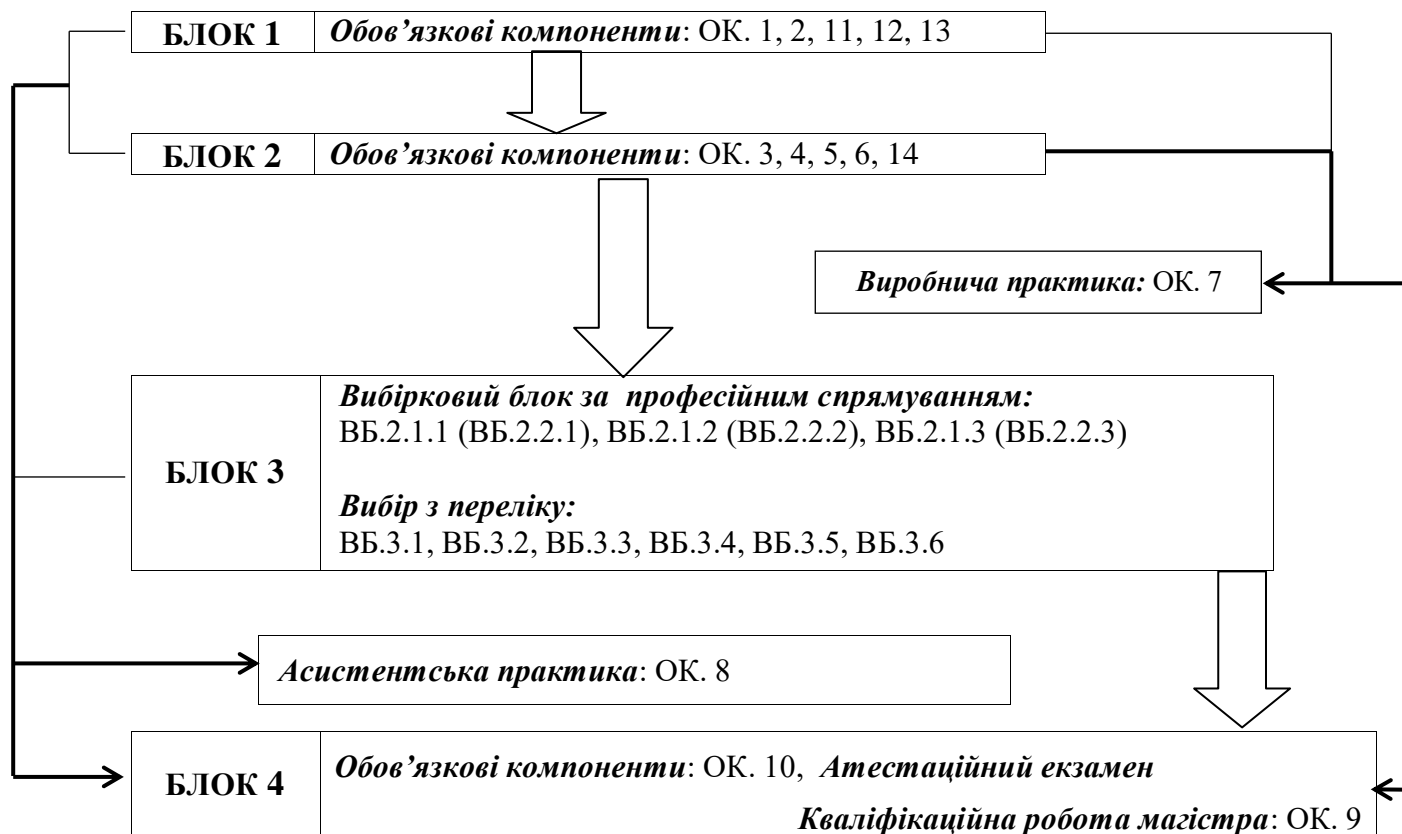 БЛОК 1 Обов’язкові компоненти: ОК. 1, 2, 11, 12, 13
БЛОК 2 Обов’язкові компоненти: ОК. 3, 4, 5, 6, 14
Виробнича практика: ОК. 7
Вибірковий блок за професійним спрямуванням:
ВБ.2.1.1 (ВБ.2.2.1), ВБ.2.1.2 (ВБ.2.2.2), ВБ.2.1.3 (ВБ.2.2.3)
БЛОК 3
Вибір з переліку:
ВБ.3.1, ВБ.3.2, ВБ.3.3, ВБ.3.4, ВБ.3.5, ВБ.3.6
Асистентська практика: ОК. 8
БЛОК 4 Обов’язкові компоненти: ОК. 10, Атестаційний екзамен
Кваліфікаційна робота магістра: ОК. 9